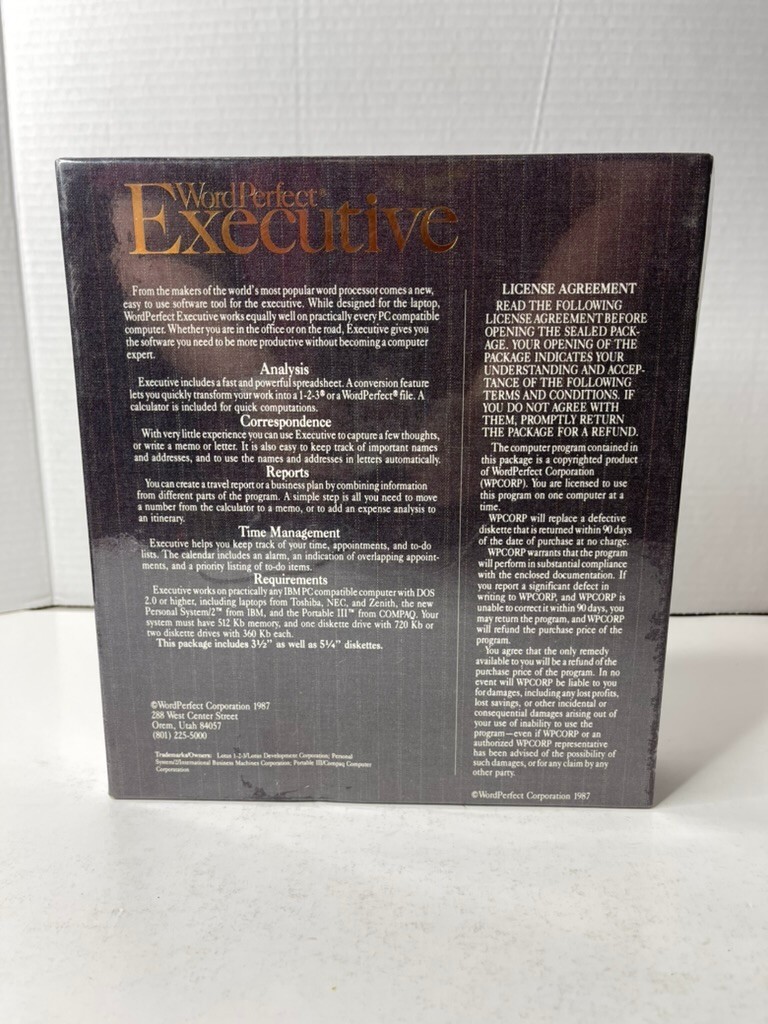 WordPerfect®
Executive
From the makers of the world's most popular word processor comes a new,
easy to use software tool for the executive. While designed for the laptop,
WordPerfect Executive works equally well on practically every PC compatible
computer. Whether you are in the office or on the road, Executive gives you
the software you need to be more productive without becoming a computer
expert.
Analysis
Executive includes a fast and powerful spreadsheet. A conversion feature
lets you quickly transform your work into a 1-2-3® or a WordPerfect® file. A
calculator is included for quick computations.
Correspondence
With very little experience you can use Executive to capture a few thoughts,
or write a memo or letter. It is also easy to keep track of important names
and addresses, and to use the names and addresses in letters automatically.
Reports
You can create a travel report or a business plan by combining information
from different parts of the program. A simple step is all you need to move
a number from the calculator to a memo, or to add an expense analysis to
an itinerary.
Time Management
Executive helps you keep track of your time, appointments, and to-do
lists. The calendar includes an alarm, an indication of overlapping appoint-
ments, and a priority listing of to-do items.
Requirements
Executive works on practically any IBM PC compatible computer with DOS
2.0 or higher, including laptops from Toshiba, NEC, and Zenith, the new
Personal System/2™ from IBM, and the Portable III™ from COMPAQ. Your
system must have 512 Kb memory, and one diskette drive with 720 Kb or
two diskette drives with 360 Kb each.
This package includes 3½" as well as 5¼" diskettes.
©WordPerfect Corporation 1987
288 West Center Street
Orem, Utah 84057
(801) 225-5000
Trademarks/Owners: Lotus 1-2-3/Lotus Development Corporation; Personal
System/2/International Business Machines Corporation; Portable III/Compaq Computer
Corporation
LICENSE AGREEMENT
READ THE FOLLOWING
LICENSE AGREEMENT BEFORE
OPENING THE SEALED PACK-
AGE. YOUR OPENING OF THE
PACKAGE INDICATES YOUR
UNDERSTANDING AND ACCEP-
TANCE OF THE FOLLOWING
TERMS AND CONDITIONS. IF
YOU DO NOT AGREE WITH
THEM, PROMPTLY RETURN
THE PACKAGE FOR A REFUND.
The computer program contained in
this package is a copyrighted product
of WordPerfect Corporation
(WPCORP). You are licensed to use
this program on one computer at a
time.
WPCORP will replace a defective
diskette that is returned within 90 days
of the date of purchase at no charge.
WPCORP warrants that the program
will perform in substantial compliance
with the enclosed documentation. If
you report a significant defect in
writing to WPCORP, and WPCORP is
unable to correct it within 90 days, you
may return the program, and WPCORP
will refund the purchase price of the
program.
You agree that the only remedy
available to you will be a refund of the
purchase price of the program. In no
event will WPCORP be liable to you
for damages, including any lost profits,
lost savings, or other incidental or
consequential damages arising out of
your use of inability to use the
program—even if WPCORP or an
authorized WPCORP representative
has been advised of the possibility of
such damages, or for any claim by any
other party.
©WordPerfect Corporation 1987